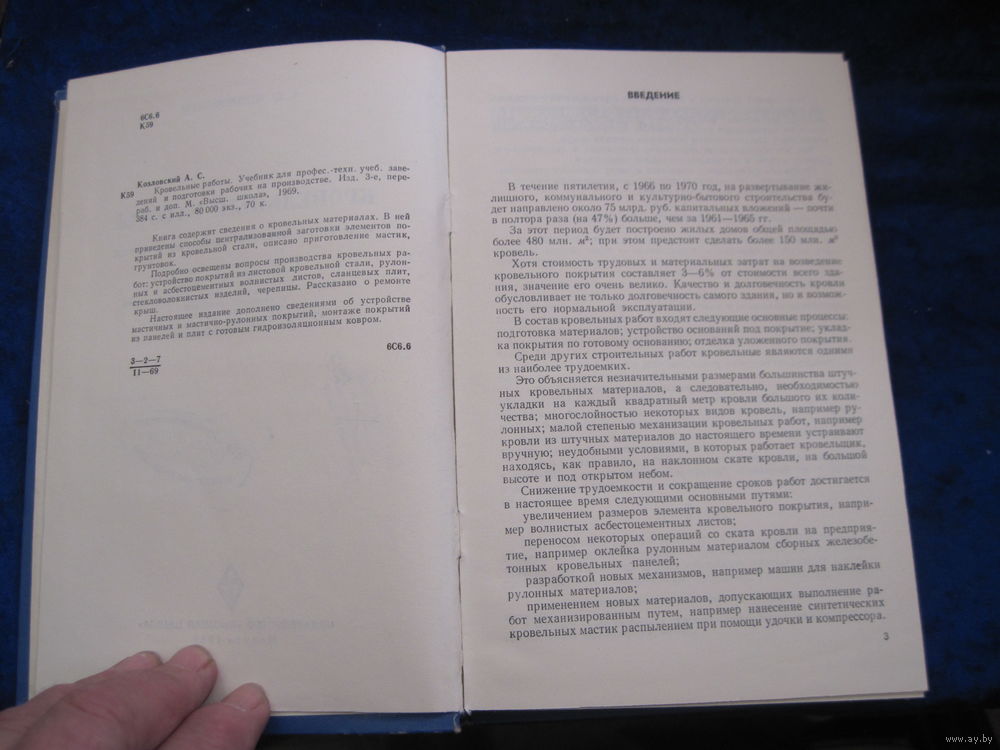 6С6.6
К59
Козловский А. С.
К59
Кровельные работы. Учебник для профес.-техн. учеб. заве-
дений и подготовки рабочих на производстве. Изд. 3-е, пере-
раб. и доп. М. «Высш. школа», 1969.
384 с. с илл., 80 000 экз., 70 к.
Книга содержит сведения о кровельных материалах. В ней
приведены способы централизованной заготовки элементов по-
крытий из кровельной стали, описано приготовление мастик,
грунтовок.
Подробно освещены вопросы производства кровельных ра-
бот: устройство покрытий из листовой кровельной стали, рулон-
ных и асбестоцементных волнистых листов, сланцевых плит,
стекловолокнистых изделий, черепицы. Рассказано о ремонте
крыш.
Настоящее издание дополнено сведениями об устройстве
мастичных и мастично-рулонных покрытий, монтаже покрытий
из панелей и плит с готовым гидроизоляционным ковром.
3—2—7
11—69
6С6.6
ВВЕДЕНИЕ
В течение пятилетия, с 1966 по 1970 год, на развертывание жи-
лищного, коммунального и культурно-бытового строительства бу-
дет направлено около 75 млрд. руб. капитальных вложений — почти
в полтора раза (на 47%) больше, чем за 1961—1965 гг.
За этот период будет построено жилых домов общей площадью
более 480 млн. м²; при этом предстоит сделать более 150 млн. м²
кровель.
Хотя стоимость трудовых и материальных затрат на возведение
кровельного покрытия составляет 3—6% от стоимости всего зда-
ния, значение его очень велико. Качество и долговечность кровли
обусловливает не только долговечность самого здания, но и возмож-
ность его нормальной эксплуатации.
В состав кровельных работ входят следующие основные процессы:
подготовка материалов; устройство оснований под покрытие; уклад-
ка покрытия по готовому основанию; отделка уложенного покрытия.
Среди других строительных работ кровельные являются одними
из наиболее трудоемких.
Это объясняется незначительными размерами большинства штуч-
ных кровельных материалов, а следовательно, необходимостью
укладки на каждый квадратный метр кровли большого их коли-
чества; многослойностью некоторых видов кровель, например ру-
лонных; малой степенью механизации кровельных работ, например
кровли из штучных материалов до настоящего времени устраивают
вручную; неудобными условиями, в которых работает кровельщик,
находясь, как правило, на наклонном скате кровли, на большой
высоте и под открытом небом.
Снижение трудоемкости и сокращение сроков работ достигается
в настоящее время следующими основными путями:
увеличением размеров элемента кровельного покрытия, напри-
мер волнистых асбестоцементных листов;
переносом некоторых операций со ската кровли на предприя-
тие, например оклейка рулонным материалом сборных железобе-
тонных кровельных панелей;
разработкой новых механизмов, например машин для наклейки
рулонных материалов;
применением новых материалов, допускающих выполнение ра-
бот механизированным путем, например нанесение синтетических
кровельных мастик распылением при помощи удочки и компрессора.
3
www.ay.by